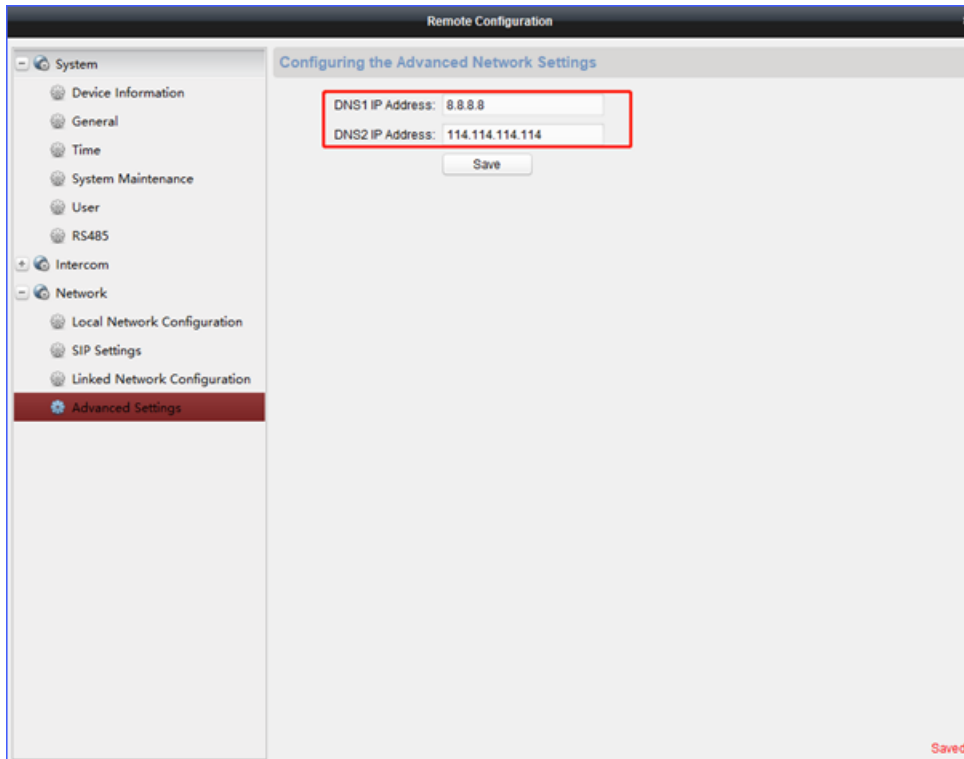 Remote Configuration
System
Device Information
General
Time
System Maintenance
User
RS485
Intercom
Network
Local Network Configuration
SIP Settings
Linked Network Configuration
Advanced Settings
Configuring the Advanced Network Settings
DNS1 IP Address: 8.8.8.8
DNS2 IP Address: 114.114.114.114
Save
Saved